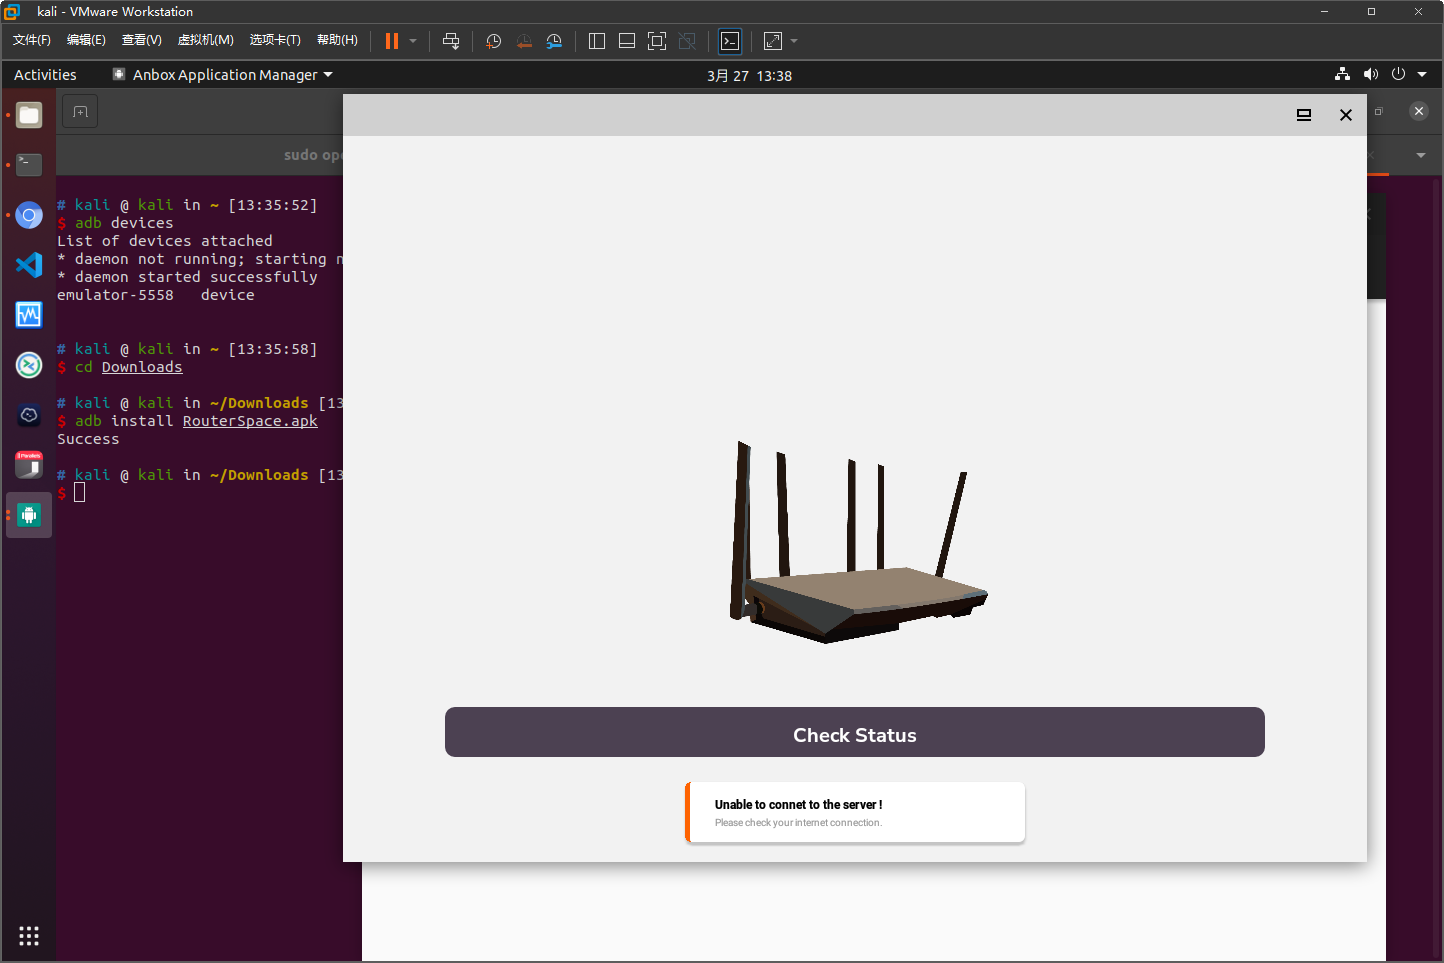 kali - VMware Workstation
文件(F) 编辑(E) 查看(V) 虚拟机(M) 选项卡(T) 帮助(H)
Activities Anbox Application Manager 3月 27 13:38
sudo ope
# kali @ kali in ~ [13:35:52]
$ adb devices
List of devices attached
* daemon not running; starting n
* daemon started successfully
emulator-5558 device
# kali @ kali in ~ [13:35:58]
$ cd Downloads
# kali @ kali in ~/Downloads [13
$ adb install RouterSpace.apk
Success
# kali @ kali in ~/Downloads [13
$
Check Status
Unable to connet to the server !
Please check your internet connection.